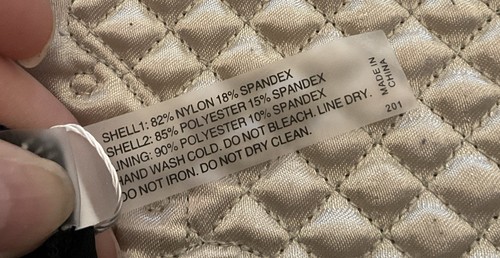 SHELL1: 82% NYLON 18% SPANDEX
SHELL2: 85% POLYESTER 15% SPANDEX
LINING: 90% POLYESTER 10% SPANDEX
HAND WASH COLD. DO NOT BLEACH. LINE DRY.
DO NOT IRON. DO NOT DRY CLEAN.
MADE IN
CHINA
201